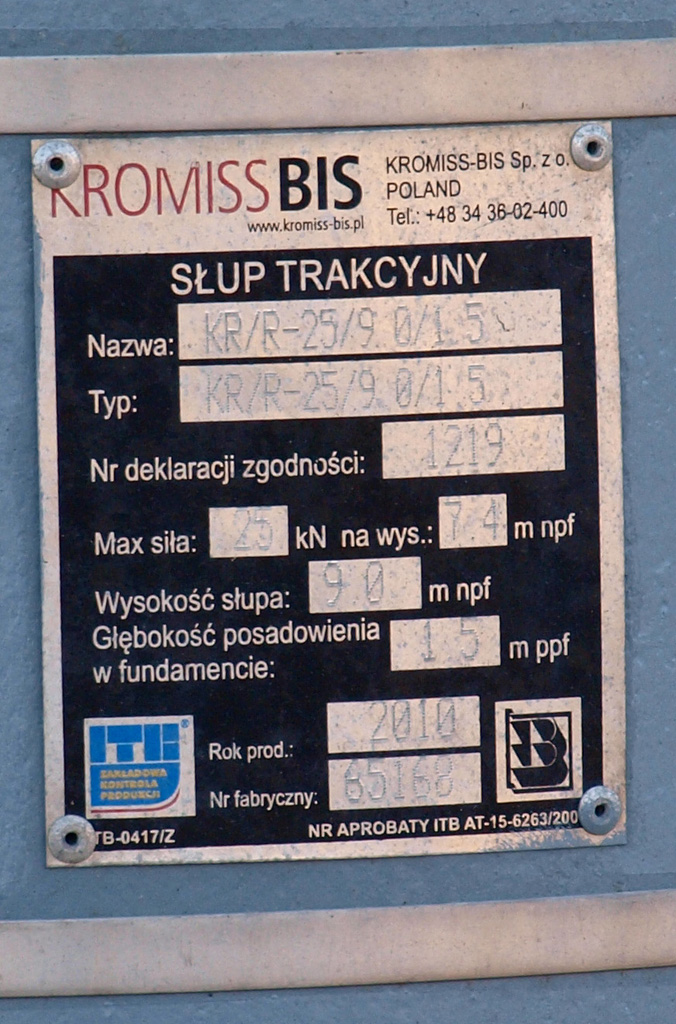 KROMISS BIS
www.kromiss-bis.pl
KROMISS-BIS Sp. z o.
POLAND
Tel.: +48 34 36-02-400
SŁUP TRAKCYJNY
Nazwa: KR/R-25/9.0/1.5
Typ: KR/R-25/9.0/1.5
Nr deklaracji zgodności: 1219
Max siła: 25 kN na wys.: 7.4 m npf
Wysokość słupa: 9.0 m npf
Głębokość posadowienia
w fundamencie: 1.5 m ppf
ITB®
ZAKŁADOWA
KONTROLA
PRODUKCJI
Rok prod.: 2010
Nr fabryczny: 65168
B
TB-0417/Z
NR APROBATY ITB AT-15-6263/200